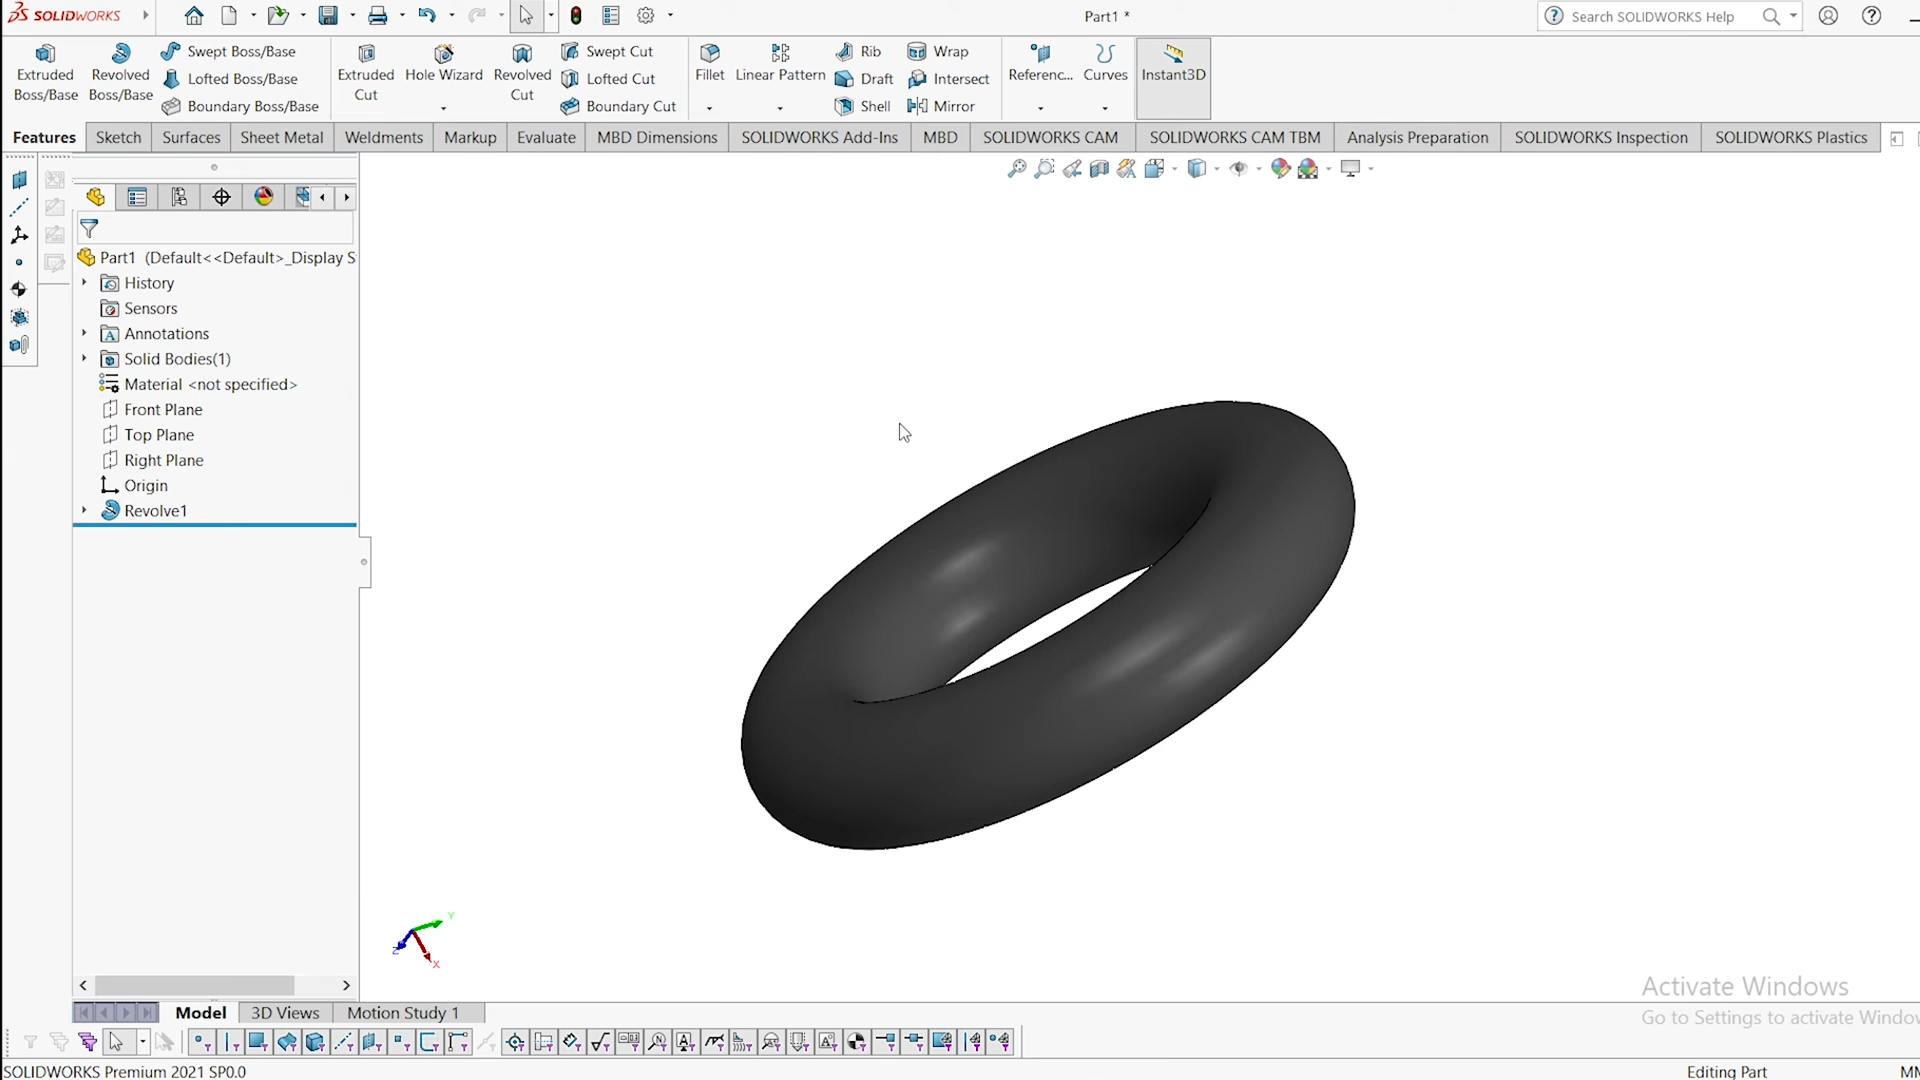 SOLIDWORKS
Part1 *
Search SOLIDWORKS Help
Extruded Boss/Base
Revolved Boss/Base
Swept Boss/Base
Lofted Boss/Base
Boundary Boss/Base
Extruded Cut
Hole Wizard
Revolved Cut
Swept Cut
Lofted Cut
Boundary Cut
Fillet
Linear Pattern
Rib
Draft
Shell
Wrap
Intersect
Mirror
Referenc...
Curves
Instant3D
Features
Sketch
Surfaces
Sheet Metal
Weldments
Markup
Evaluate
MBD Dimensions
SOLIDWORKS Add-Ins
MBD
SOLIDWORKS CAM
SOLIDWORKS CAM TBM
Analysis Preparation
SOLIDWORKS Inspection
SOLIDWORKS Plastics
Part1 (Default<<Default>_Display S
History
Sensors
Annotations
Solid Bodies(1)
Material <not specified>
Front Plane
Top Plane
Right Plane
Origin
Revolve1
Y
Z
X
Activate Windows
Go to Settings to activate Window
Model
3D Views
Motion Study 1
SOLIDWORKS Premium 2021 SP0.0
Editing Part